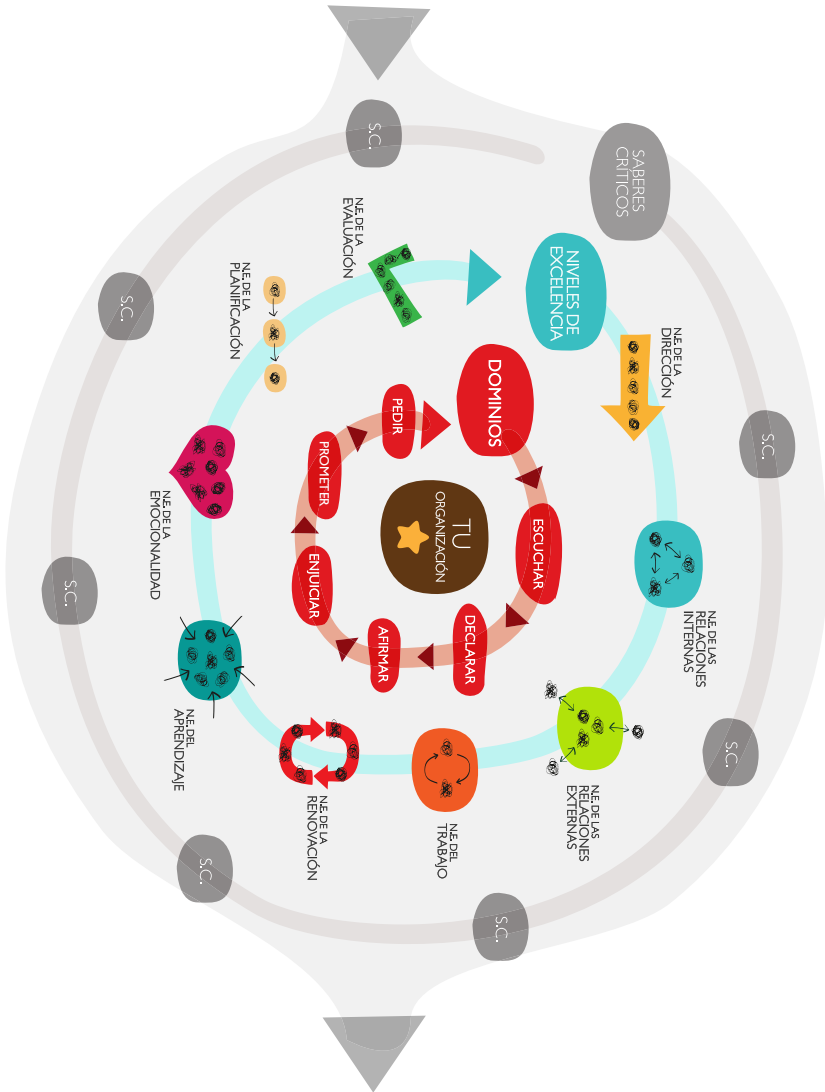 SABERES
CRÍTICOS
S.C.
S.C.
S.C.
S.C.
S.C.
S.C.
S.C.
NIVELES DE
EXCELENCIA
N.E. DE LA
DIRECCIÓN
N.E. DE LAS
RELACIONES
INTERNAS
N.E. DE LAS
RELACIONES
EXTERNAS
N.E. DEL
TRABAJO
N.E. DE LA
RENOVACIÓN
N.E. DEL
APRENDIZAJE
N.E. DE LA
EMOCIONALIDAD
N.E. DE LA
PLANIFICACIÓN
N.E. DE LA
EVALUACIÓN
DOMINIOS
ESCUCHAR
DECLARAR
AFIRMAR
ENJUICIAR
PROMETER
PEDIR
TU
ORGANIZACIÓN